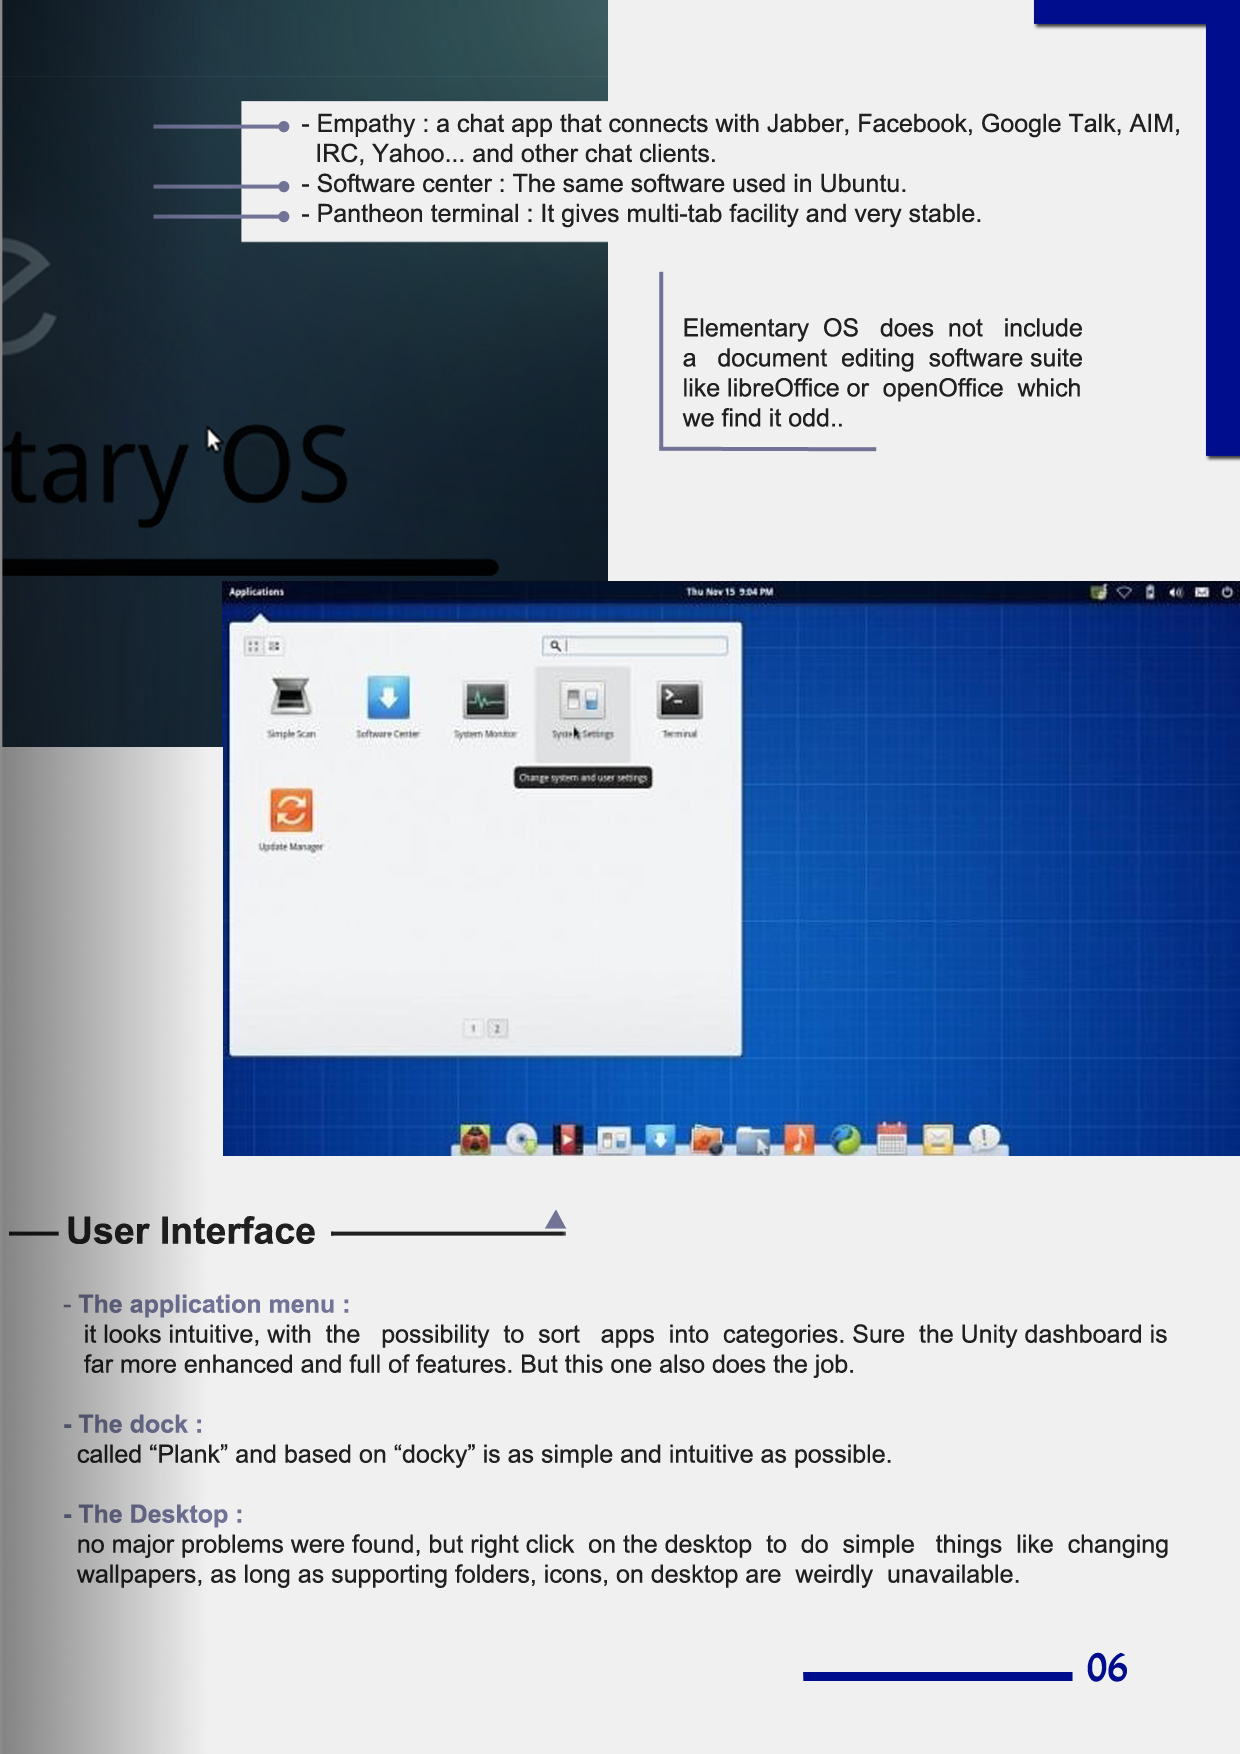 - Empathy : a chat app that connects with Jabber, Facebook, Google Talk, AIM,
IRC, Yahoo... and other chat clients.
- Software center : The same software used in Ubuntu.
- Pantheon terminal : It gives multi-tab facility and very stable.
e
Elementary OS does not include
a document editing software suite
like libreOffice or openOffice which
we find it odd..
tary OS
Applications
Thu Nov 15 9:04 PM
Simple Scan
Software Center
System Monitor
System Settings
Terminal
Change system and user settings
Update Manager
1 2
User Interface
- The application menu :
it looks intuitive, with the possibility to sort apps into categories. Sure the Unity dashboard is
far more enhanced and full of features. But this one also does the job.
- The dock :
called “Plank” and based on “docky” is as simple and intuitive as possible.
- The Desktop :
no major problems were found, but right click on the desktop to do simple things like changing
wallpapers, as long as supporting folders, icons, on desktop are weirdly unavailable.
06